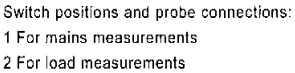 Switch positions and probe connections:
1 For mains measurements
2 For load measurements